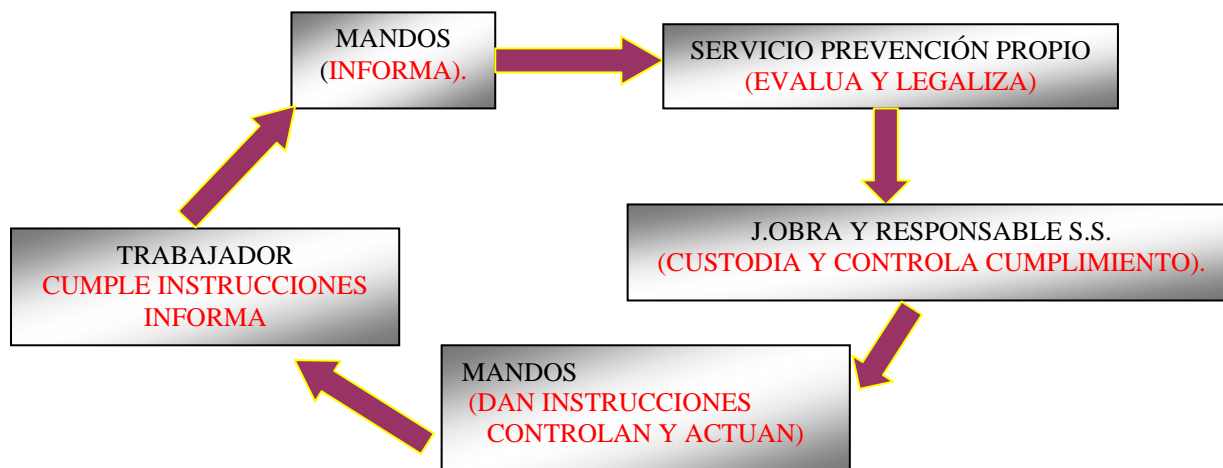 MANDOS
(INFORMA).
SERVICIO PREVENCIÓN PROPIO
(EVALUA Y LEGALIZA)
J.OBRA Y RESPONSABLE S.S.
(CUSTODIA Y CONTROLA CUMPLIMIENTO).
TRABAJADOR
CUMPLE INSTRUCCIONES
INFORMA
MANDOS
(DAN INSTRUCCIONES
CONTROLAN Y ACTUAN)